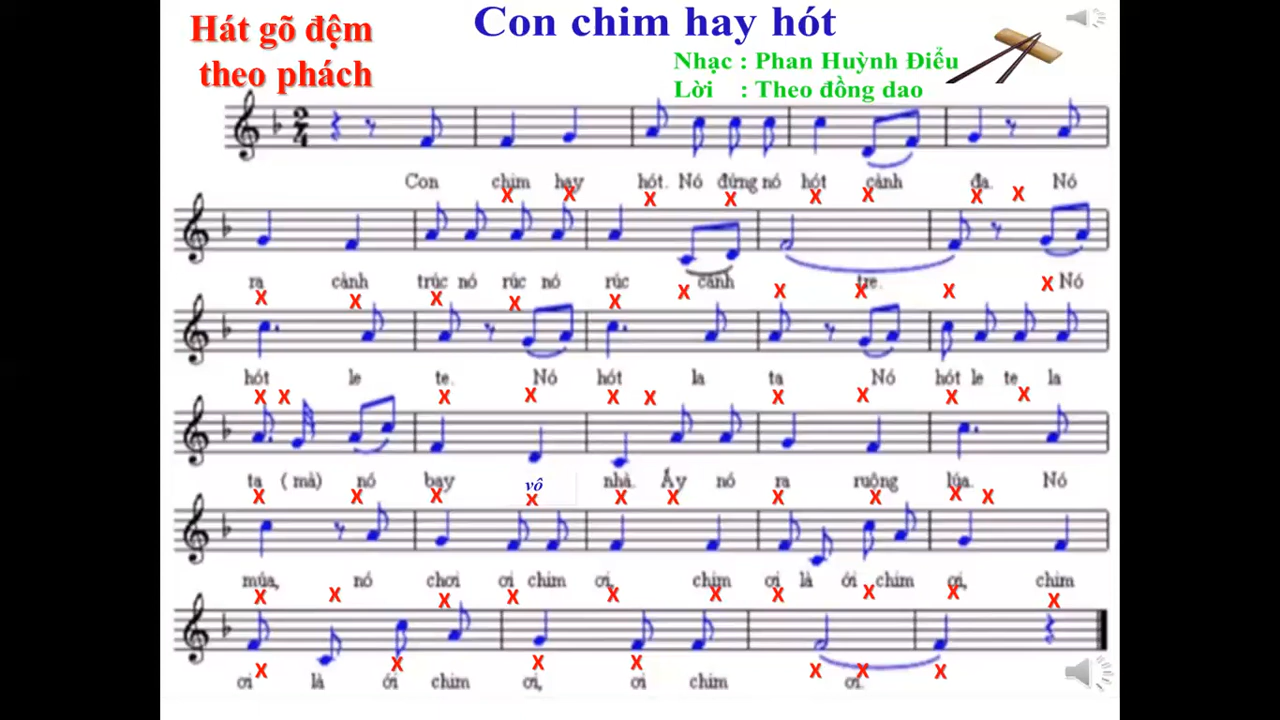 Hát gõ đệm
theo phách
Con chim hay hót
Nhạc : Phan Huỳnh Điểu
Lời : Theo đồng dao
2
4
Con chim hay hót. Nó đứng nó hót cành đa. Nó
X X X X X X X X
ra cành trúc nó rúc nó rúc cành tre. Nó
X X X X X X X X X X
hót le te. Nó hót la ta Nó hót le te la
X X X X X X X X X X
ta ( mà) nó bay vô nhà. Ấy nó ra ruộng lúa. Nó
X X X X X X X X X X
múa, nó chơi ơi chim ơi, chim ơi là ới chim ơi, chim
X X X X X X X X X X
ơi là ới chim ơi, ơi chim ơi.
X X X X X X X